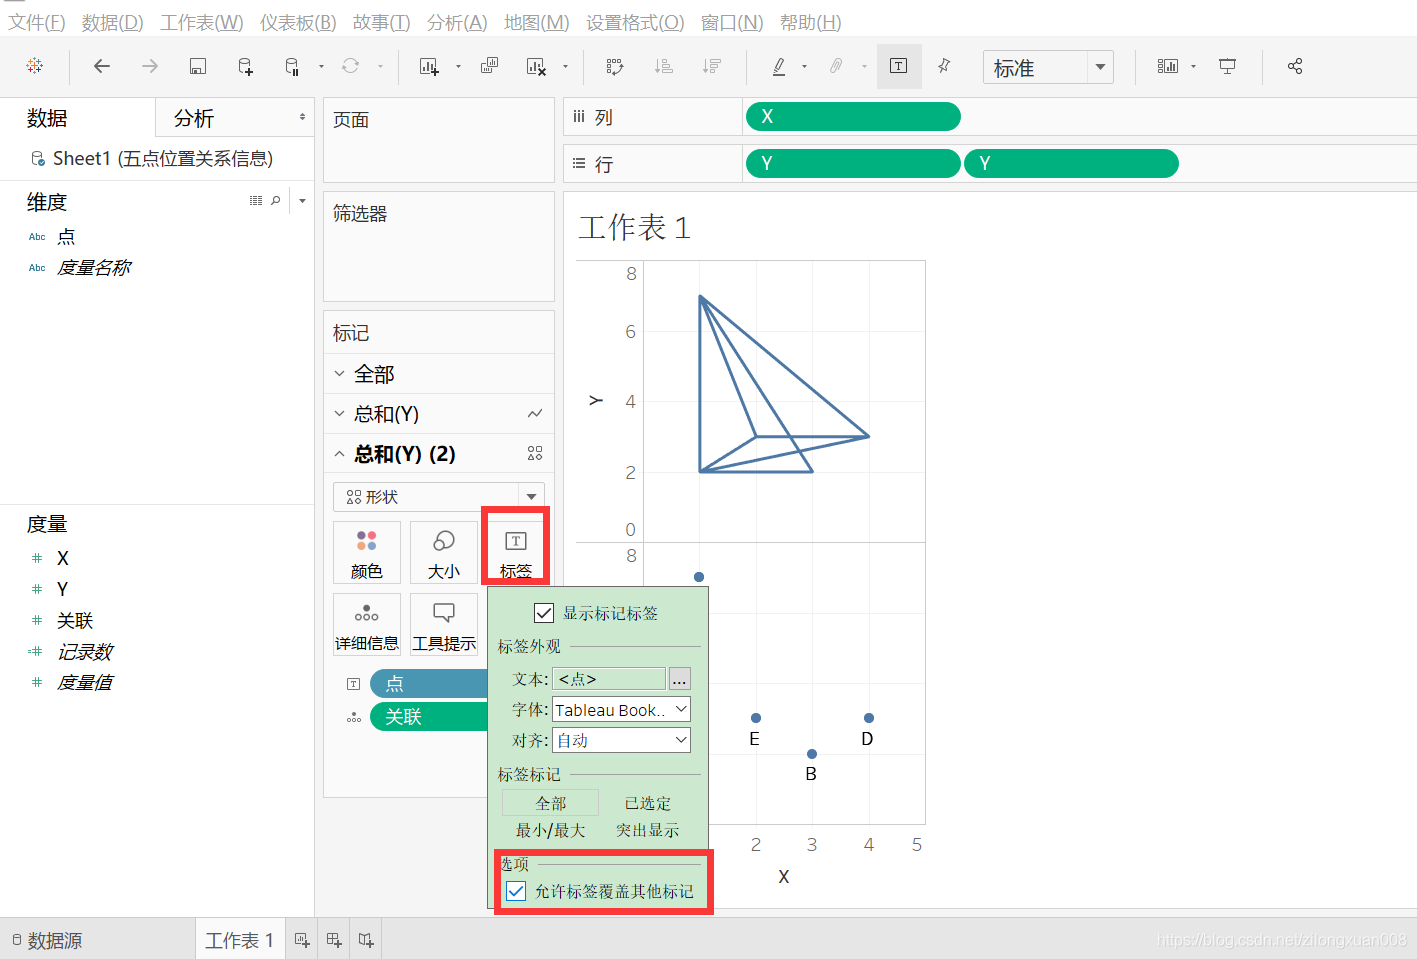 文件(F) 数据(D) 工作表(W) 仪表板(B) 故事(T) 分析(A) 地图(M) 设置格式(O) 窗口(N) 帮助(H)
标准
数据
分析
Sheet1 (五点位置关系信息)
维度
Abc 点
Abc 度量名称
度量
X
Y
关联
记录数
度量值
页面
筛选器
标记
全部
总和(Y)
总和(Y) (2)
形状
颜色 大小 标签
详细信息 工具提示
点
关联
显示标记标签
标签外观
文本: <点> ...
字体: Tableau Book..
对齐: 自动
标签标记
全部 已选定
最小/最大 突出显示
选项
允许标签覆盖其他标记
列 X
行 Y Y
工作表 1
8
6
Y
4
2
0
8
E
D
B
2 3 4 5
X
数据源 工作表 1
https://blog.csdn.net/zilongxuan008